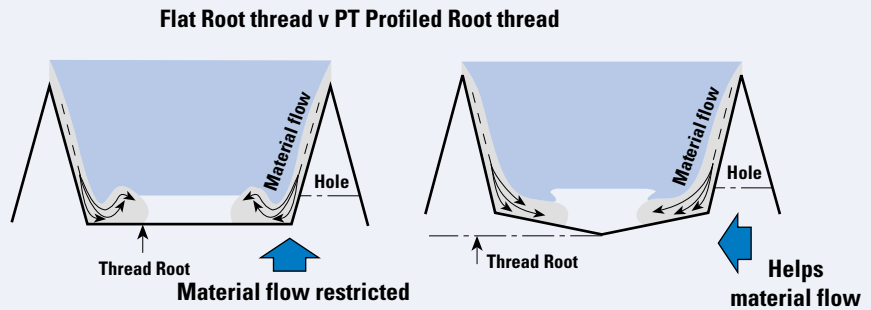 Flat Root thread v PT Profiled Root thread
Material flow
Hole
Thread Root
Material flow restricted
Material flow
Hole
Thread Root
Helps
material flow